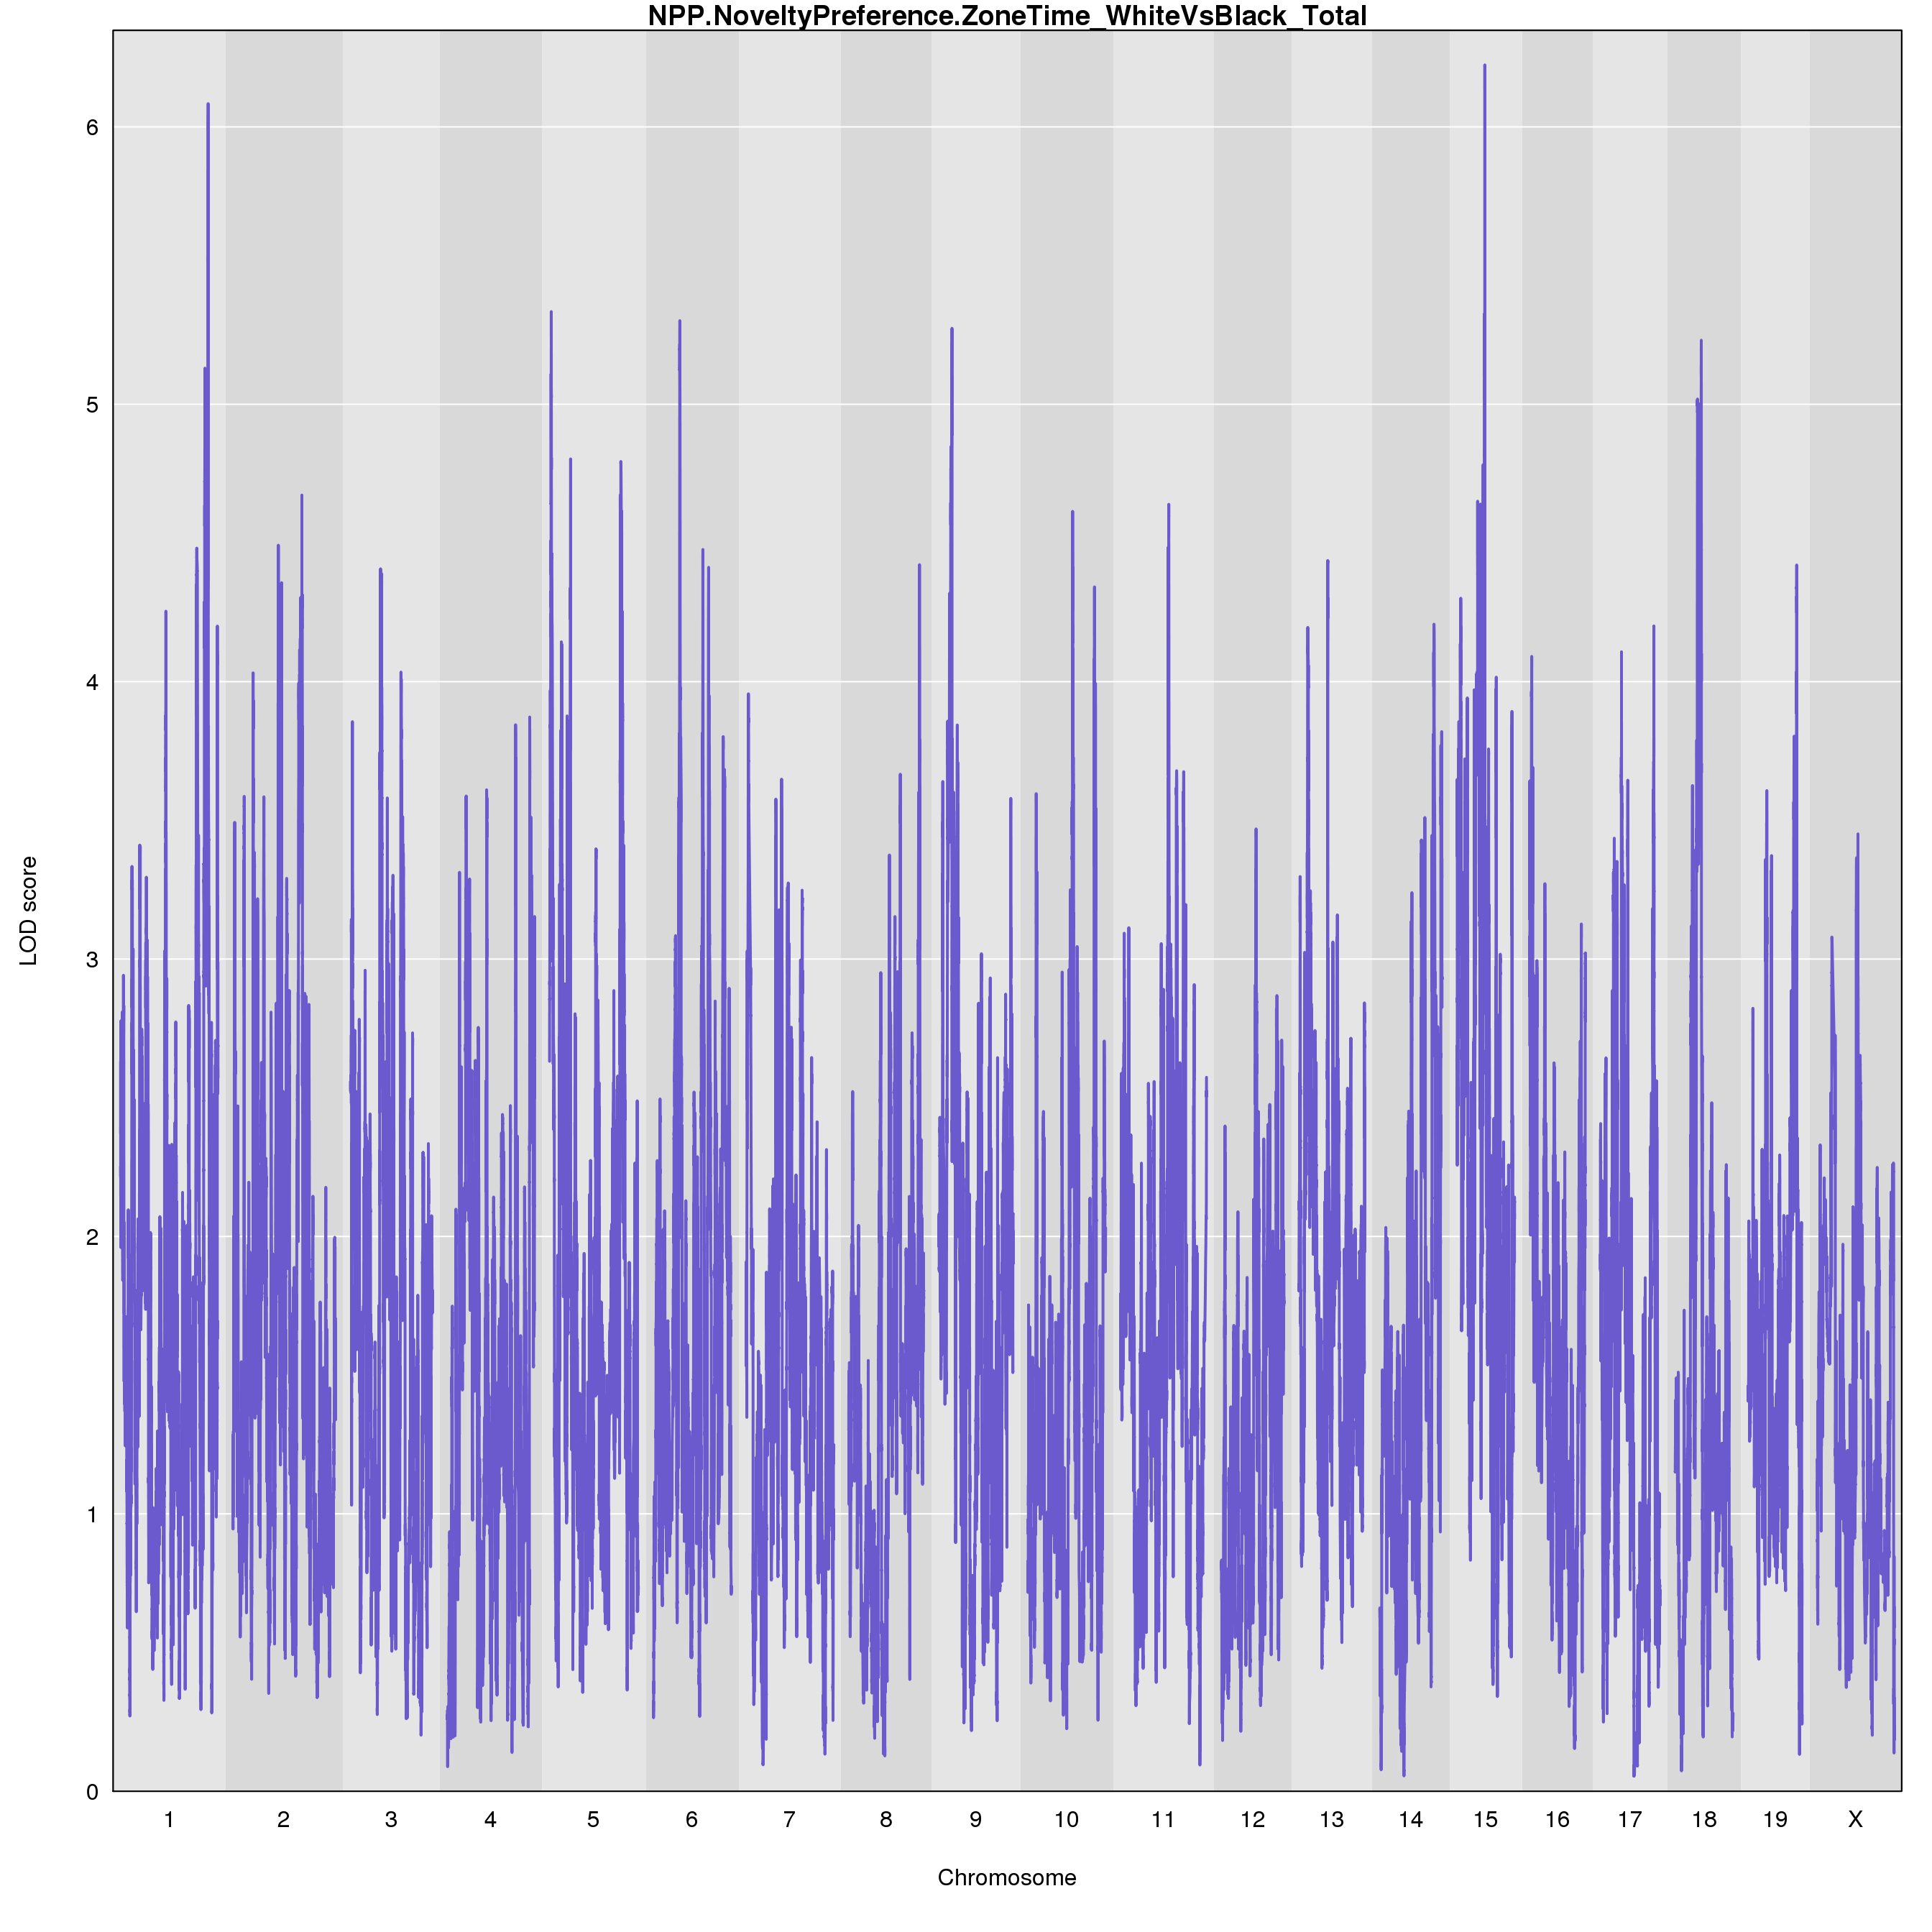 NPP.NoveltyPreference.ZoneTime_WhiteVsBlack_Total
6
5
4
3
2
1
0
LOD score
1 2 3 4 5 6 7 8 9 10 11 12 13 14 15 16 17 18 19 X
Chromosome